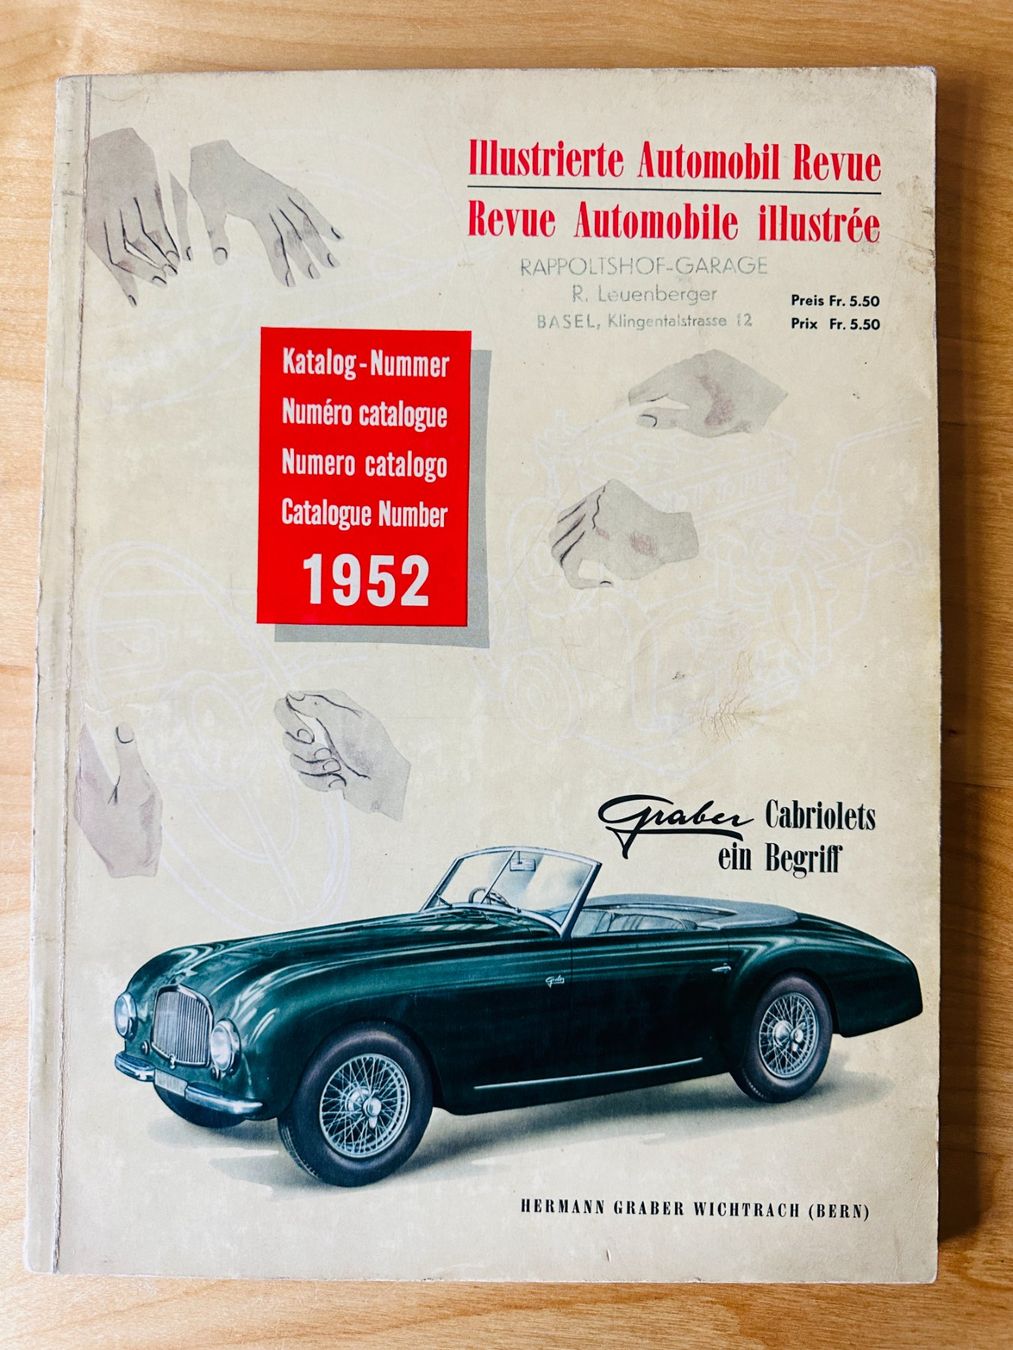 Illustrierte Automobil Revue
Revue Automobile illustrée
RAPPOLTSHOF-GARAGE
R. Leuenberger
BASEL, Klingentalstrasse 12
Preis Fr. 5.50
Prix Fr. 5.50
Katalog-Nummer
Numéro catalogue
Numero catalogo
Catalogue Number
1952
Graber Cabriolets
ein Begriff
Graber
HERMANN GRABER WICHTRACH (BERN)